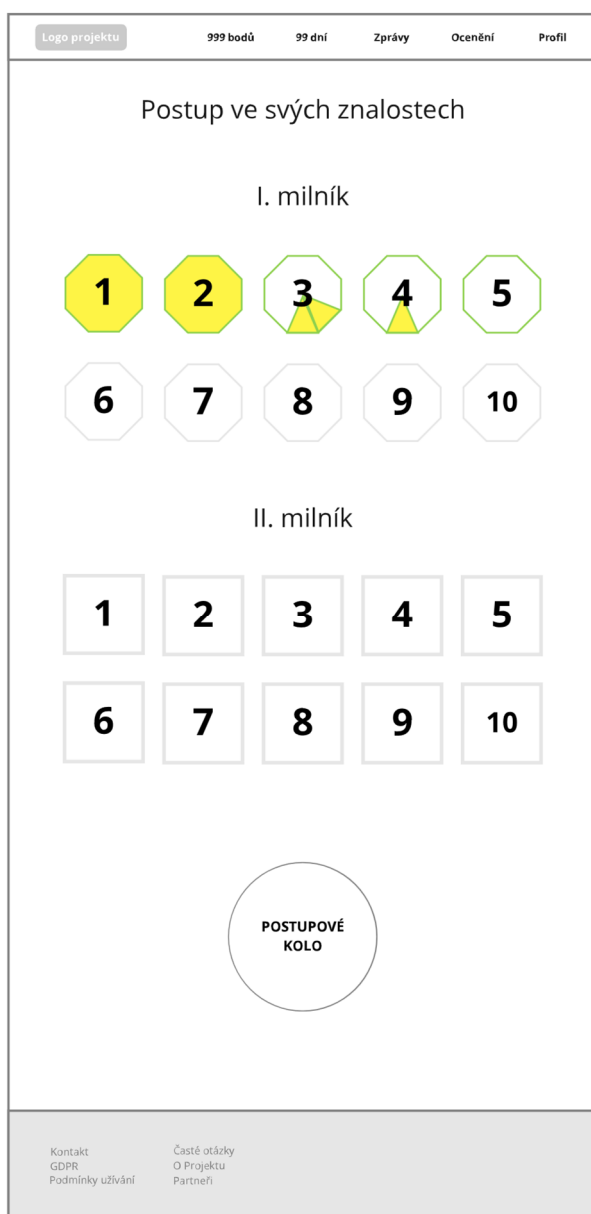 Logo projektu 999 bodů 99 dní Zprávy Ocenění Profil
Postup ve svých znalostech
I. milník
1 2 3 4 5
6 7 8 9 10
II. milník
1 2 3 4 5
6 7 8 9 10
POSTUPOVÉ
KOLO
Kontakt Časté otázky
GDPR O Projektu
Podmínky užívání Partneři